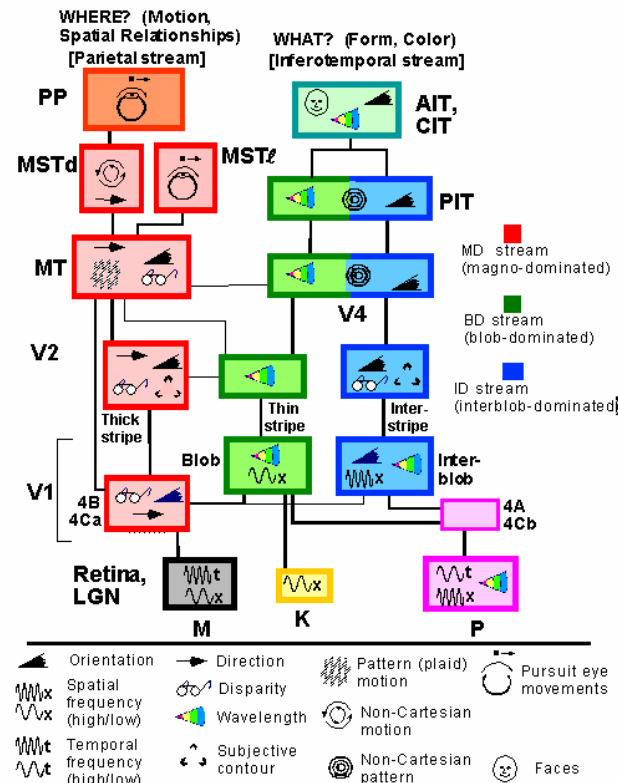 WHERE? (Motion,
Spatial Relationships)
[Parietal stream]
WHAT? (Form, Color)
[Inferotemporal stream]
PP
AIT,
CIT
MSTd
MSTℓ
PIT
MT
V4
MD stream
(magno-dominated)
BD stream
(blob-dominated)
ID stream
(interblob-dominated)
V2
Thick
stripe
Thin
stripe
Inter-
stripe
V1
Blob
x
x
Inter-
blob
4B
4Ca
4A
4Cb
Retina,
LGN
t
x
x
t
x
M
K
P
Orientation
Direction
Pattern (plaid)
motion
Pursuit eye
movements
x
x
Spatial
frequency
(high/low)
Disparity
Wavelength
Non-Cartesian
motion
t
t
Temporal
frequency
(high/low)
Subjective
contour
Non-Cartesian
pattern
Faces